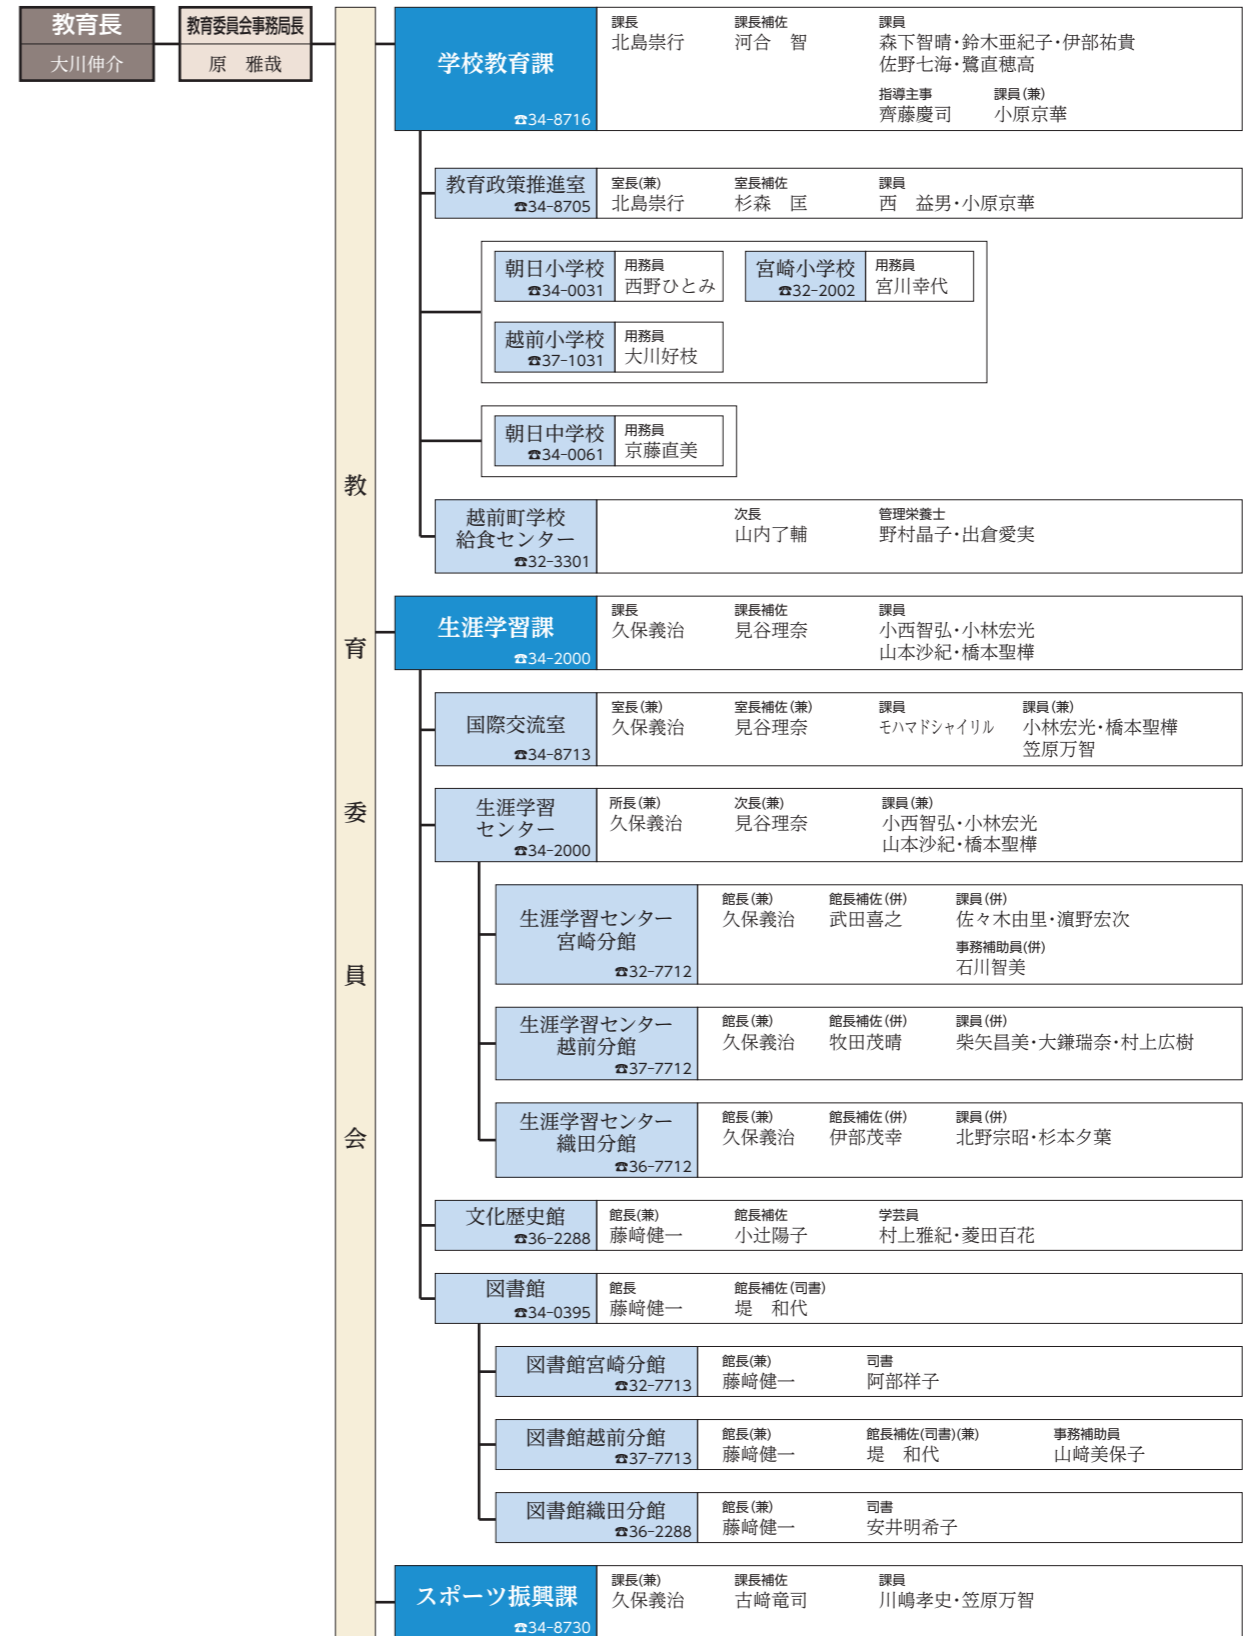 教育長
大川伸介
教育委員会事務局長
原　雅哉
教育委員会
学校教育課
☎34-8716
課長
北島崇行
課長補佐
河合　智
課員
森下智晴・鈴木亜紀子・伊部祐貴
佐野七海・鷺直穂高
指導主事
齊藤慶司
課員（兼）
小原京華
教育政策推進室
☎34-8705
室長(兼)
北島崇行
室長補佐
杉森　匡
課員
西　益男・小原京華
朝日小学校
☎34-0031
用務員
西野ひとみ
宮崎小学校
☎32-2002
用務員
宮川幸代
越前小学校
☎37-1031
用務員
大川好枝
朝日中学校
☎34-0061
用務員
京藤直美
越前町学校
給食センター
☎32-3301
次長
山内了輔
管理栄養士
野村晶子・出倉愛実
生涯学習課
☎34-2000
課長
久保義治
課長補佐
見谷理奈
課員
小西智弘・小林宏光
山本沙紀・橋本聖樺
国際交流室
☎34-8713
室長（兼）
久保義治
室長補佐（兼）
見谷理奈
課員
モハマドシャイリル
課員（兼）
小林宏光・橋本聖樺
笠原万智
生涯学習
センター
☎34-2000
所長（兼）
久保義治
次長（兼）
見谷理奈
課員（兼）
小西智弘・小林宏光
山本沙紀・橋本聖樺
生涯学習センター
宮崎分館
☎32-7712
館長（兼）
久保義治
館長補佐（併）
武田喜之
課員（併）
佐々木由里・濵野宏次
事務補助員(併)
石川智美
生涯学習センター
越前分館
☎37-7712
館長（兼）
久保義治
館長補佐（併）
牧田茂晴
課員（併）
柴矢昌美・大鎌瑞奈・村上広樹
生涯学習センター
織田分館
☎36-7712
館長（兼）
久保義治
館長補佐（併）
伊部茂幸
課員（併）
北野宗昭・杉本夕葉
文化歴史館
☎36-2288
館長(兼)
藤﨑健一
館長補佐
小辻陽子
学芸員
村上雅紀・菱田百花
図書館
☎34-0395
館長
藤﨑健一
館長補佐（司書）
堤　和代
図書館宮崎分館
☎32-7713
館長(兼)
藤﨑健一
司書
阿部祥子
図書館越前分館
☎37-7713
館長(兼)
藤﨑健一
館長補佐(司書)(兼)
堤　和代
事務補助員
山﨑美保子
図書館織田分館
☎36-2288
館長（兼）
藤﨑健一
司書
安井明希子
スポーツ振興課
☎34-8730
課長(兼)
久保義治
課長補佐
古﨑竜司
課員
川嶋孝史・笠原万智